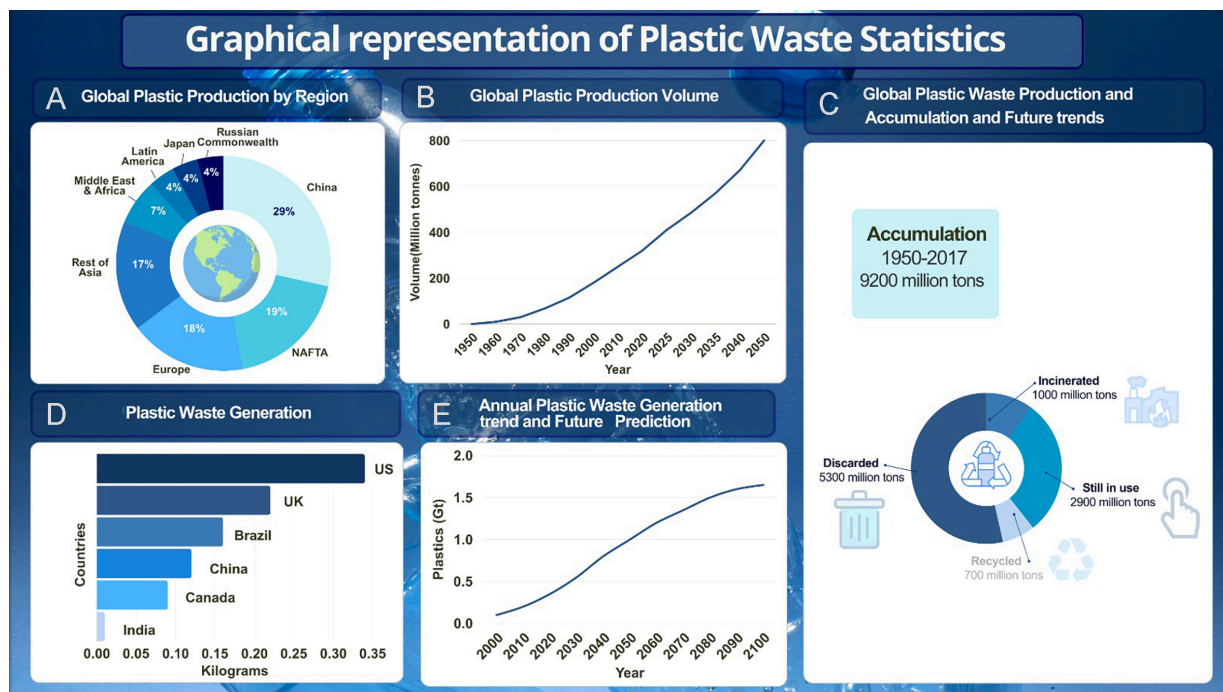 Graphical representation of Plastic Waste Statistics
A
Global Plastic Production by Region
Russian
Commonwealth
Japan
Latin
America
Middle East
& Africa
Rest of
Asia
Europe
NAFTA
China
4%
4%
4%
7%
17%
18%
19%
29%
B
Global Plastic Production Volume
Volume(Million tonnes)
800
600
400
200
0
1950
1960
1970
1980
1990
2000
2010
2020
2025
2030
2035
2040
2050
Year
C
Global Plastic Waste Production and
Accumulation and Future trends
Accumulation
1950-2017
9200 million tons
Incinerated
1000 million tons
Discarded
5300 million tons
Still in use
2900 million tons
Recycled
700 million tons
D
Plastic Waste Generation
Countries
US
UK
Brazil
China
Canada
India
0.00 0.05 0.10 0.15 0.20 0.25 0.30 0.35
Kilograms
E
Annual Plastic Waste Generation
trend and Future Prediction
Plastics (Gt)
2.0
1.5
1.0
0.5
0.0
2000
2010
2020
2030
2040
2050
2060
2070
2080
2090
2100
Year